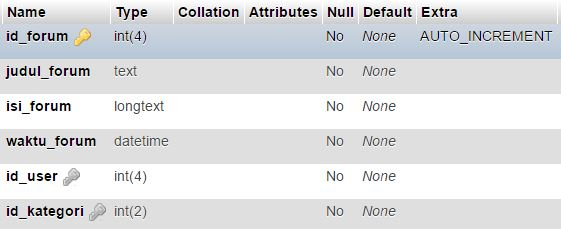 Name Type Collation Attributes Null Default Extra
id_forum int(4) No None AUTO_INCREMENT
judul_forum text No None
isi_forum longtext No None
waktu_forum datetime No None
id_user int(4) No None
id_kategori int(2) No None